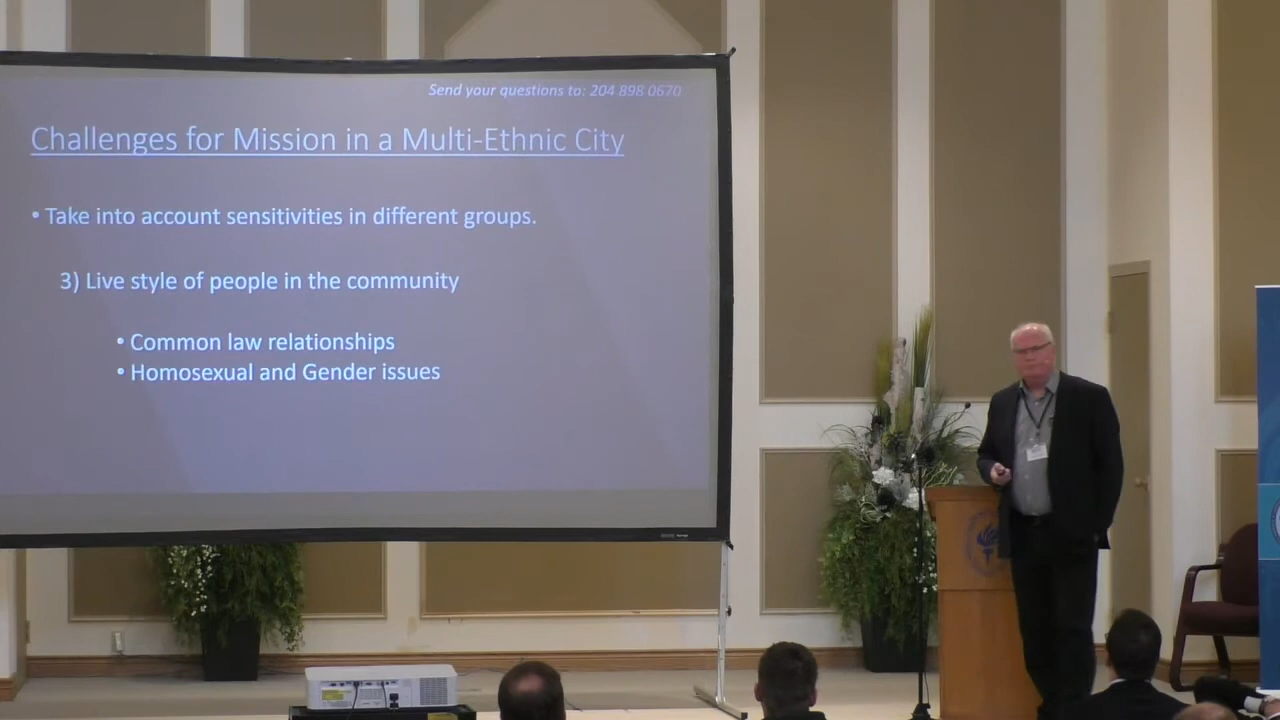 Send your questions to: 204 898 0670
Challenges for Mission in a Multi-Ethnic City
• Take into account sensitivities in different groups.
3) Live style of people in the community
• Common law relationships
• Homosexual and Gender issues